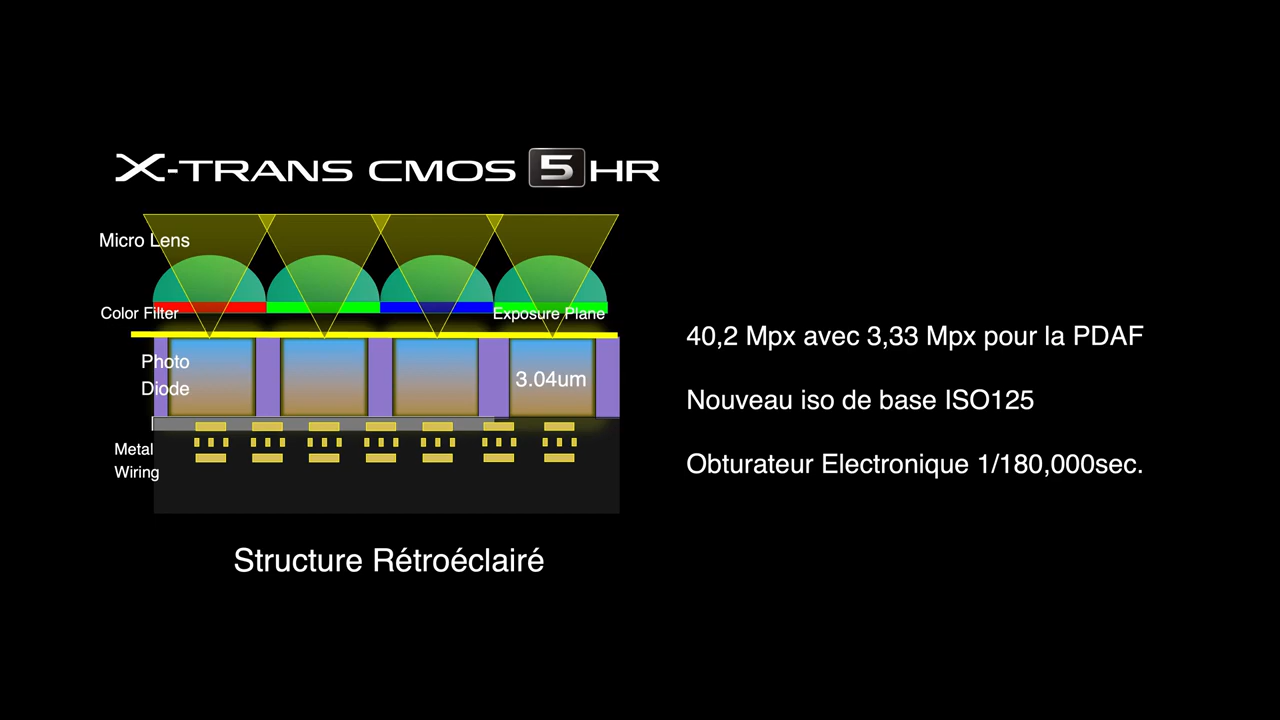 X-TRANS CMOS 5 HR
Micro Lens
Color Filter
Exposure Plane
Photo
Diode
3.04um
Metal
Wiring
Structure Rétroéclairé
40,2 Mpx avec 3,33 Mpx pour la PDAF
Nouveau iso de base ISO125
Obturateur Electronique 1/180,000sec.